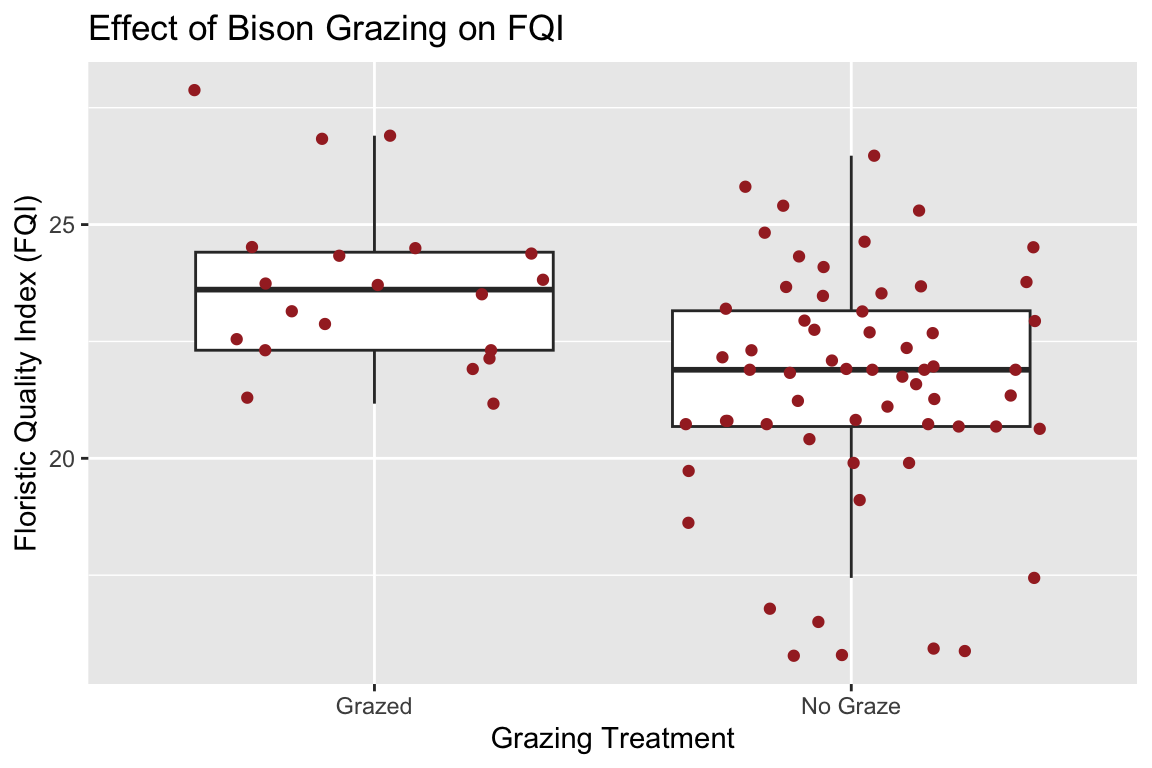 Effect of Bison Grazing on FQI
Floristic Quality Index (FQI)
25
20
Grazed
No Graze
Grazing Treatment